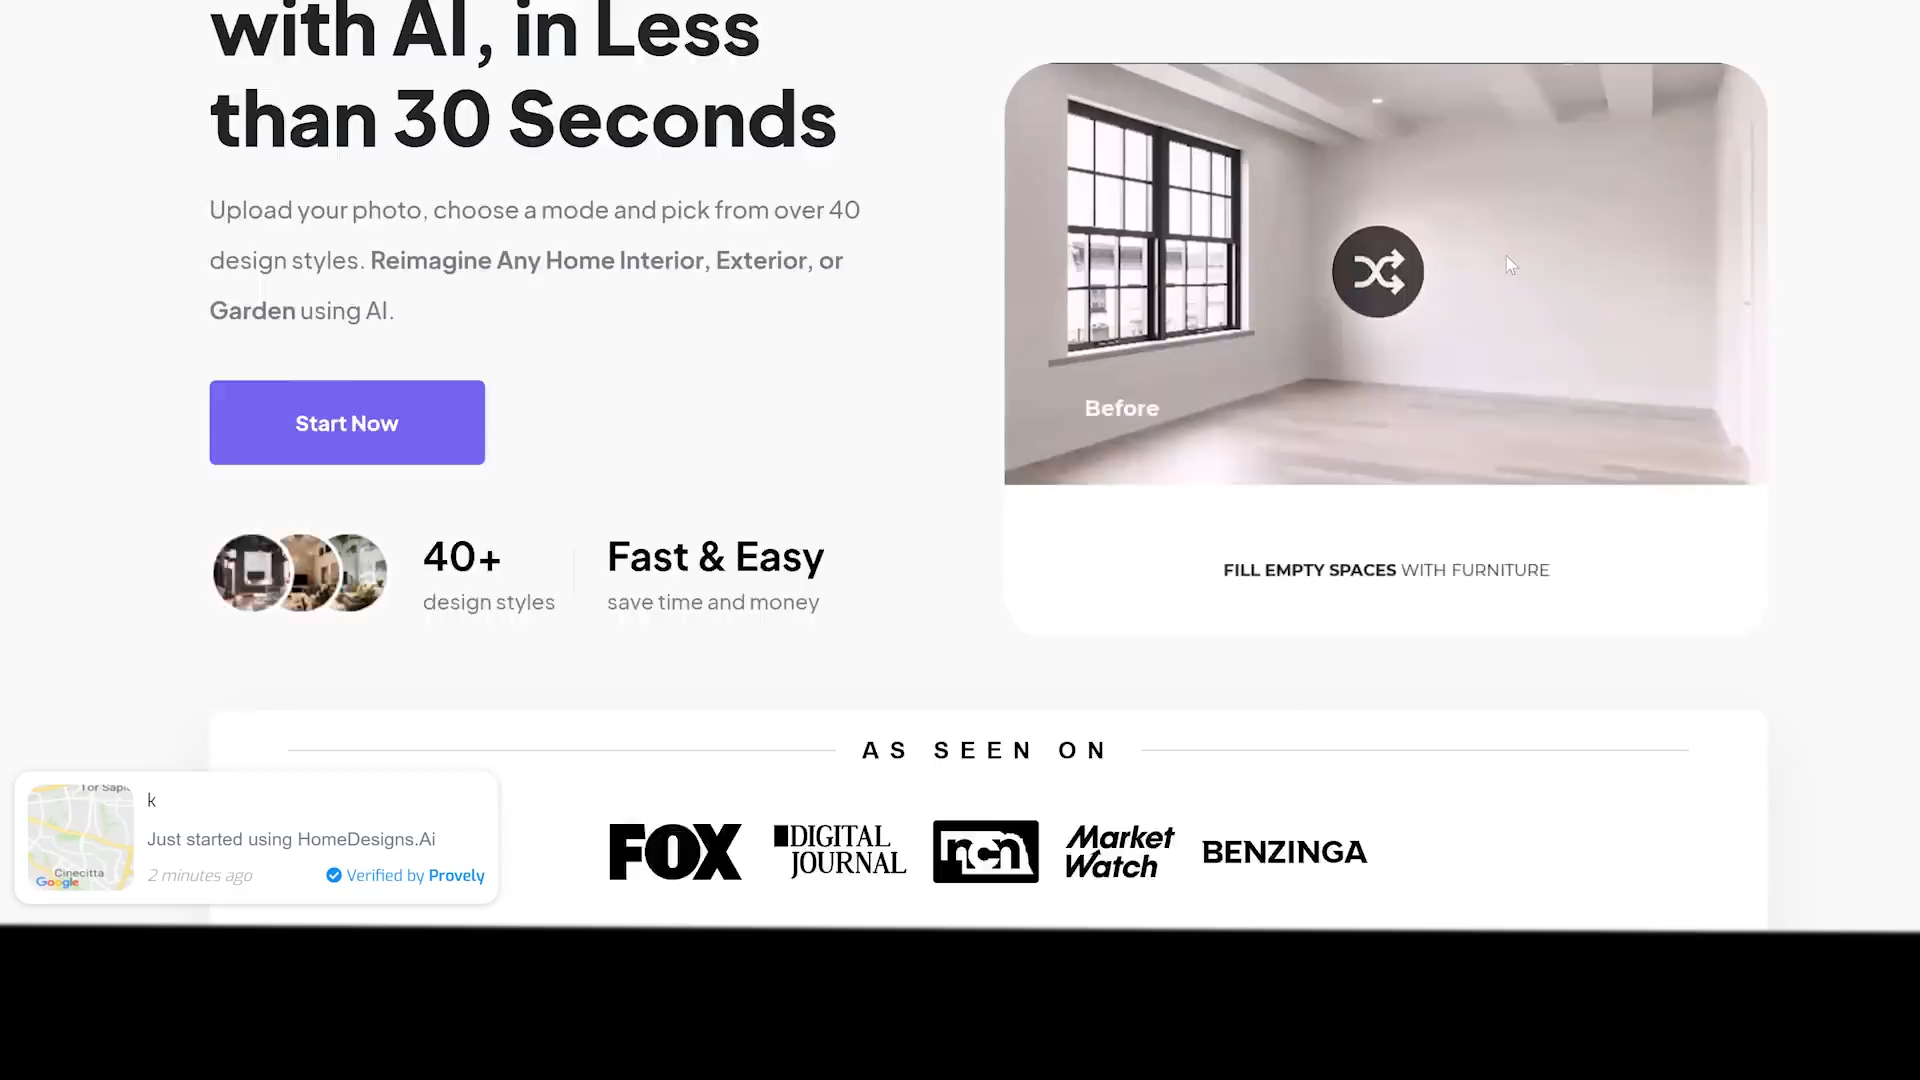 with AI, in Less
than 30 Seconds
Upload your photo, choose a mode and pick from over 40
design styles. Reimagine Any Home Interior, Exterior, or
Garden using AI.
Start Now
40+
design styles
Fast & Easy
save time and money
Before
FILL EMPTY SPACES WITH FURNITURE
AS SEEN ON
FOX
DIGITAL
JOURNAL
ncn
Market
Watch
BENZINGA
k
Just started using HomeDesigns.Ai
2 minutes ago
Verified by Provely
Cinecittà
Google